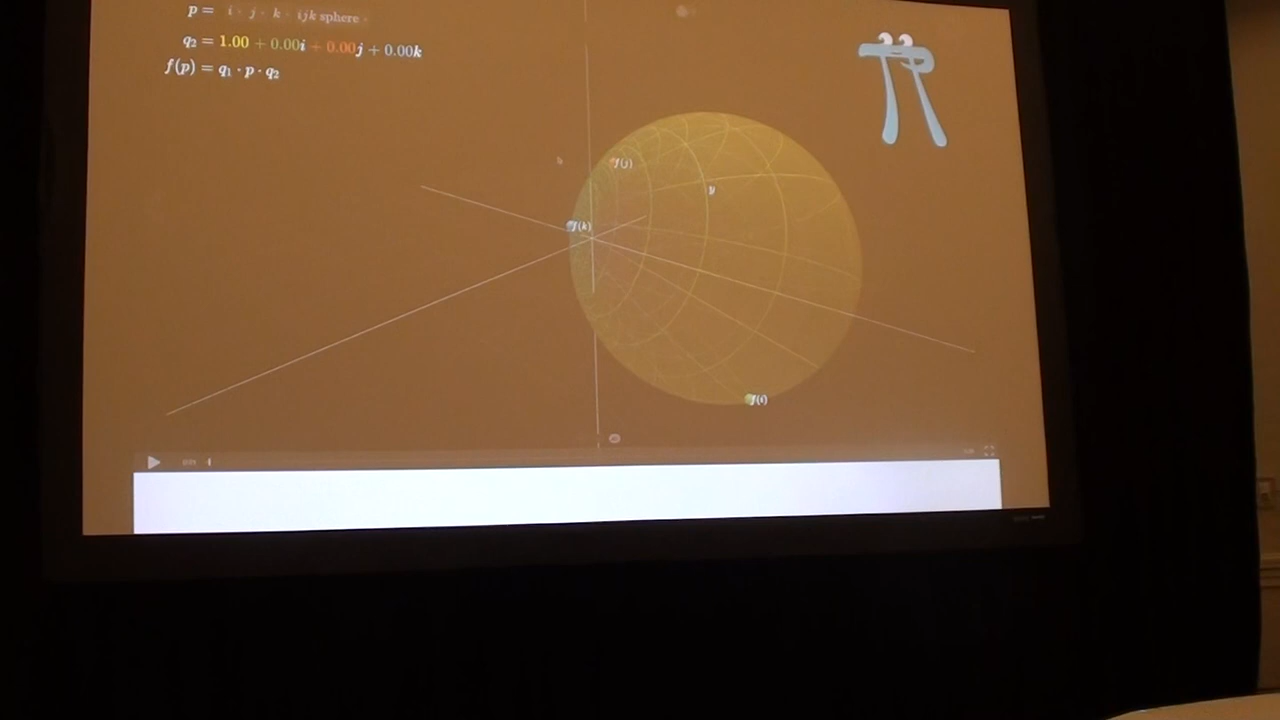 p = i · j · k · ijk sphere
q₂ = 1.00 + 0.00i + 0.00j + 0.00k
f(p) = q₁ · p · q₂
f(j)
y
f(k)
f(i)